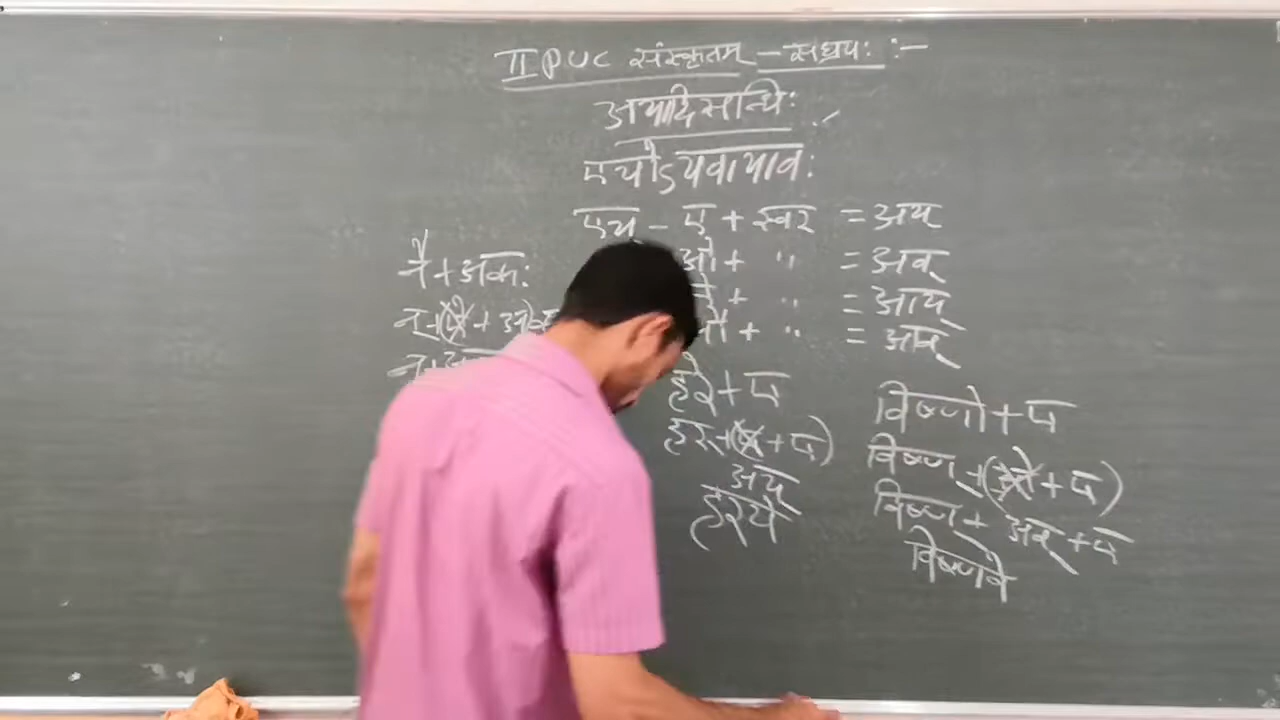 II PUC संस्कृतम् - सन्धयः :-
अयादिसन्धिः
एचोऽयवायावः
एच् - ए + स्वर = अय्
ओ + " = अव्
+ " = आय्
+ " = आव्
नै + अकः
न् + (ऐ + अ)
हरे + ए
हर् + (ए + ए)
अय्
हरये
विष्णो + ए
विष्ण् + (ओ + ए)
विष्ण् + अव् + ए
विष्णवे